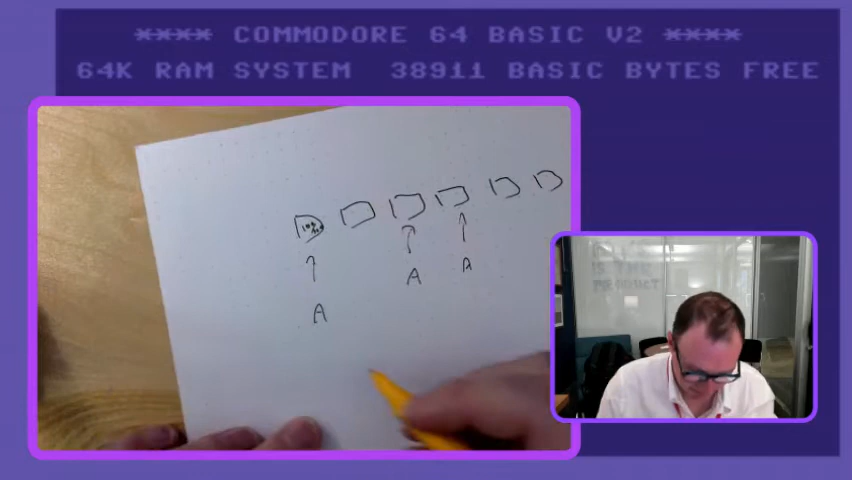 **** COMMODORE 64 BASIC V2 ****
64K RAM SYSTEM 38911 BASIC BYTES FREE
A A
A